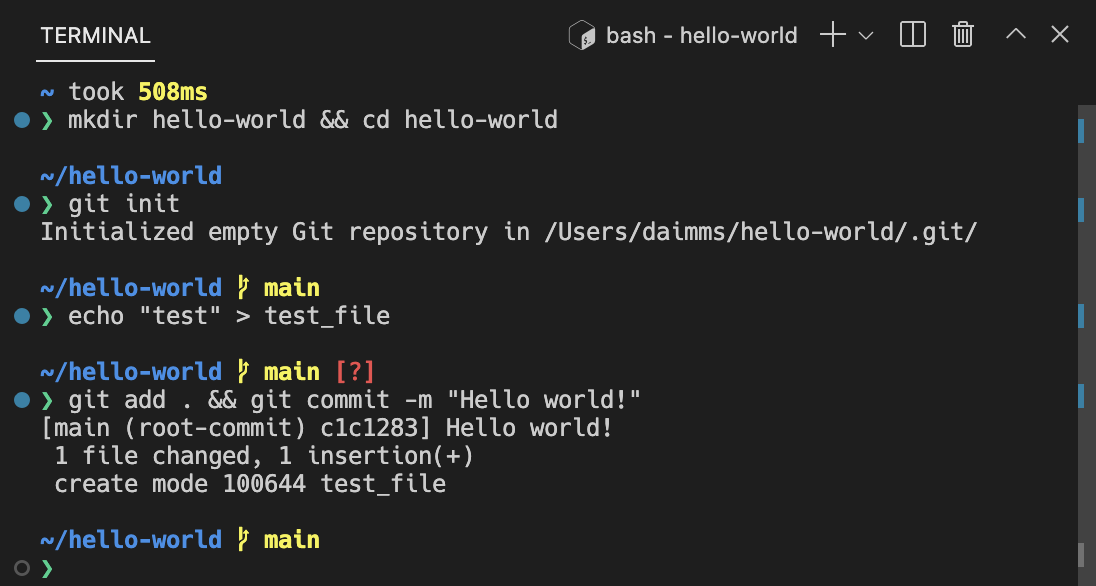 TERMINAL
bash - hello-world
~ took 508ms
❯ mkdir hello-world && cd hello-world
~/hello-world
❯ git init
Initialized empty Git repository in /Users/daimms/hello-world/.git/
~/hello-world main
❯ echo "test" > test_file
~/hello-world main [?]
❯ git add . && git commit -m "Hello world!"
[main (root-commit) c1c1283] Hello world!
1 file changed, 1 insertion(+)
create mode 100644 test_file
~/hello-world main
❯